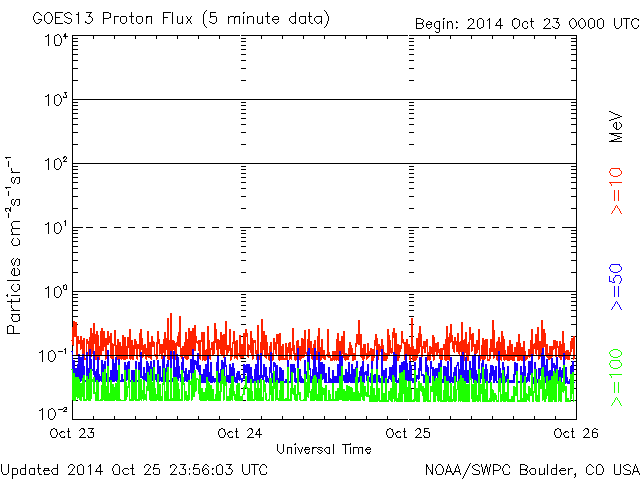 GOES13 Proton Flux (5 minute data)
Begin: 2014 Oct 23 0000 UTC
10⁴
10³
10²
10¹
10⁰
10⁻¹
10⁻²
Particles cm⁻²s⁻¹sr⁻¹
MeV
>=10
>=50
>=100
Oct 23
Oct 24
Oct 25
Oct 26
Universal Time
Updated 2014 Oct 25 23:56:03 UTC
NOAA/SWPC Boulder, CO USA